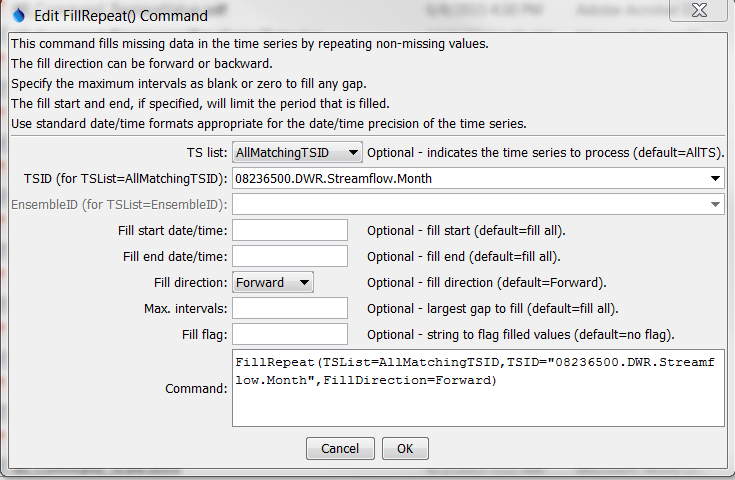 Edit FillRepeat() Command
This command fills missing data in the time series by repeating non-missing values.
The fill direction can be forward or backward.
Specify the maximum intervals as blank or zero to fill any gap.
The fill start and end, if specified, will limit the period that is filled.
Use standard date/time formats appropriate for the date/time precision of the time series.
TS list: AllMatchingTSID Optional - indicates the time series to process (default=AllTS).
TSID (for TSList=AllMatchingTSID): 08236500.DWR.Streamflow.Month
EnsembleID (for TSList=EnsembleID):
Fill start date/time: Optional - fill start (default=fill all).
Fill end date/time: Optional - fill end (default=fill all).
Fill direction: Forward Optional - fill direction (default=Forward).
Max. intervals: Optional - largest gap to fill (default=fill all).
Fill flag: Optional - string to flag filled values (default=no flag).
Command: FillRepeat(TSList=AllMatchingTSID,TSID="08236500.DWR.Streamf
low.Month",FillDirection=Forward)
Cancel OK